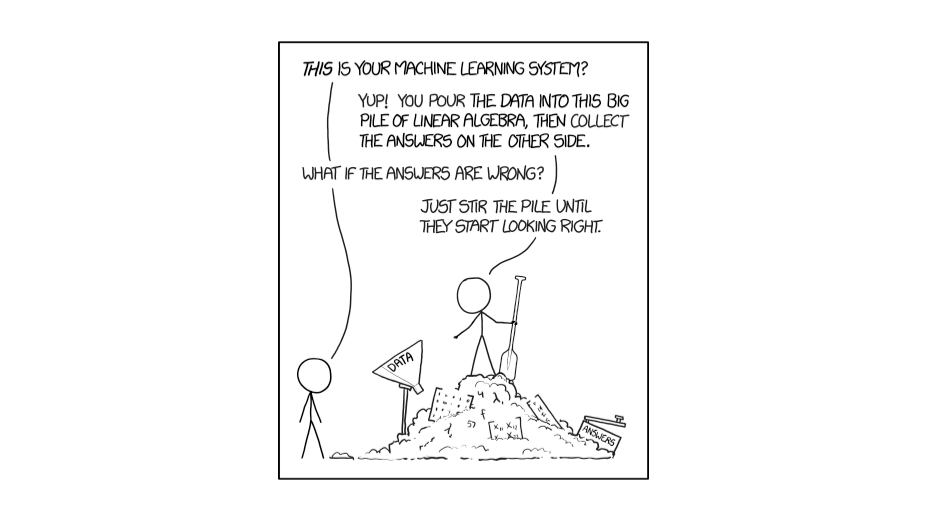 THIS IS YOUR MACHINE LEARNING SYSTEM?
YUP! YOU POUR THE DATA INTO THIS BIG
PILE OF LINEAR ALGEBRA, THEN COLLECT
THE ANSWERS ON THE OTHER SIDE.
WHAT IF THE ANSWERS ARE WRONG?
JUST STIR THE PILE UNTIL
THEY START LOOKING RIGHT.
DATA
ANSWERS